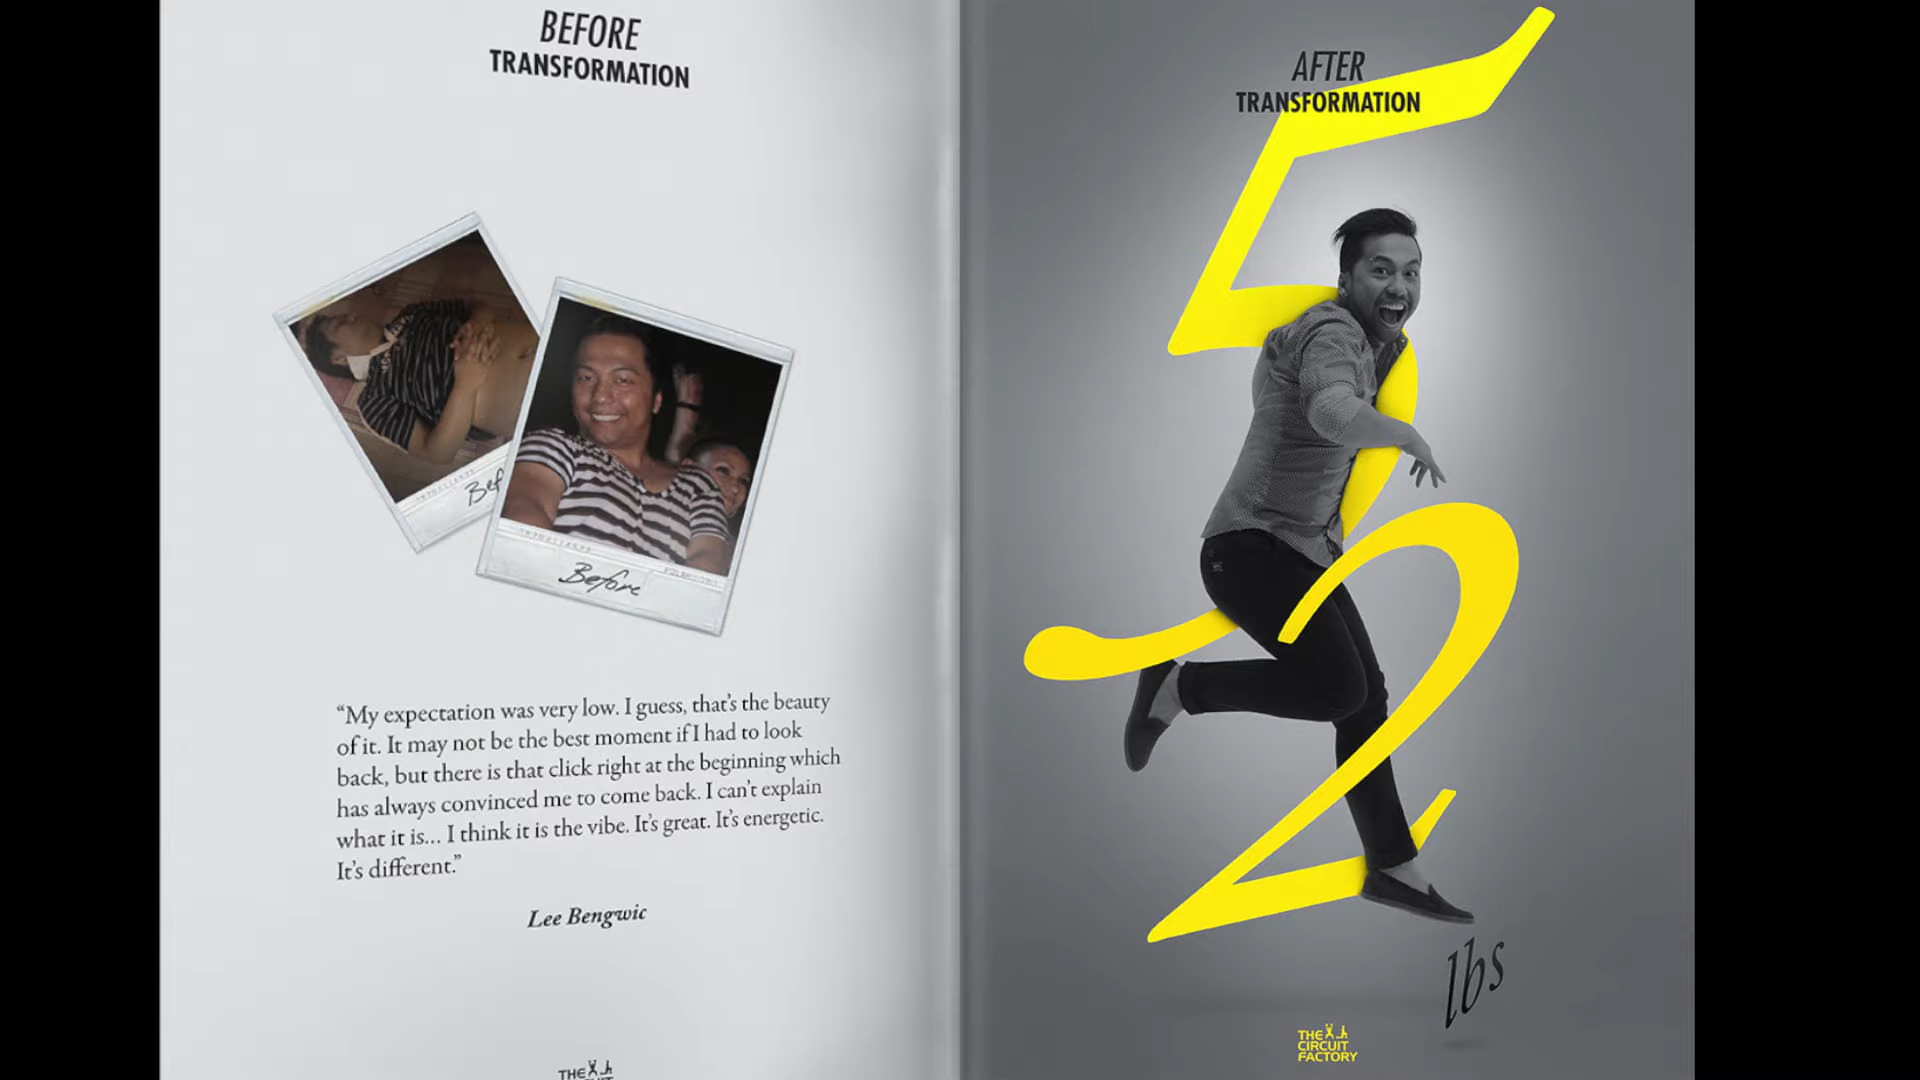 BEFORE
TRANSFORMATION
Bef
Before
“My expectation was very low. I guess, that’s the beauty
of it. It may not be the best moment if I had to look
back, but there is that click right at the beginning which
has always convinced me to come back. I can’t explain
what it is... I think it is the vibe. It’s great. It’s energetic.
It’s different.”
Lee Bengwic
THE
AFTER
TRANSFORMATION
52
lbs
THE
CIRCUIT
FACTORY